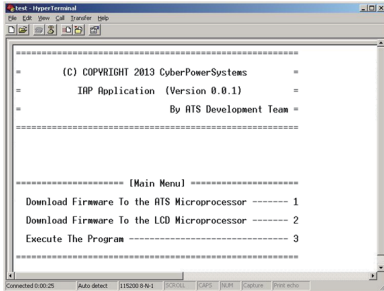 test - HyperTerminal
File Edit View Call Transfer Help
======================================================
= (C) COPYRIGHT 2013 CyberPowerSystems =
= IAP Application (Version 0.0.1) =
= By ATS Development Team =
======================================================
==================== [Main Menu] ====================
Download Firmware To the ATS Microprocessor ------- 1
Download Firmware To the LCD Microprocessor ------- 2
Execute The Program ------------------------------- 3
======================================================
Connected 0:00:25 Auto detect 115200 8-N-1 SCROLL CAPS NUM Capture Print echo